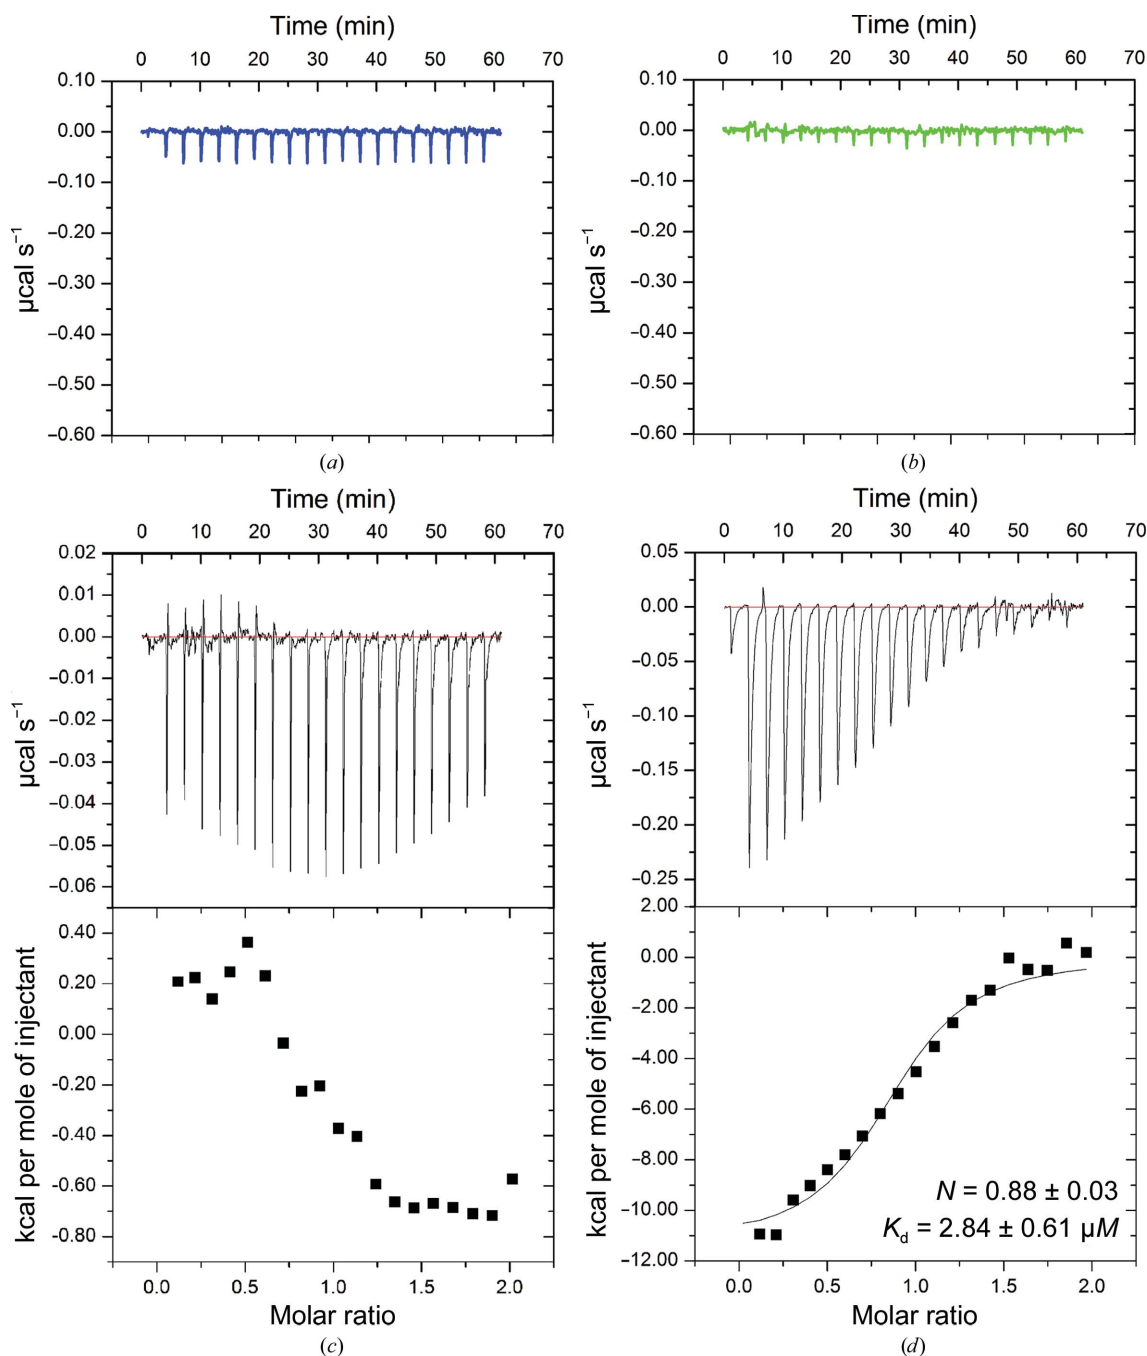 Time (min)
0 10 20 30 40 50 60 70
0.10
0.00
−0.10
−0.20
−0.30
−0.40
−0.50
−0.60
µcal s⁻¹
(a)
Time (min)
0 10 20 30 40 50 60 70
0.10
0.00
−0.10
−0.20
−0.30
−0.40
−0.50
−0.60
µcal s⁻¹
(b)
Time (min)
0 10 20 30 40 50 60 70
0.02
0.01
0.00
−0.01
−0.02
−0.03
−0.04
−0.05
−0.06
µcal s⁻¹
0.40
0.20
0.00
−0.20
−0.40
−0.60
−0.80
kcal per mole of injectant
0.0 0.5 1.0 1.5 2.0
Molar ratio
(c)
Time (min)
0 10 20 30 40 50 60 70
0.05
0.00
−0.05
−0.10
−0.15
−0.20
−0.25
µcal s⁻¹
2.00
0.00
−2.00
−4.00
−6.00
−8.00
−10.00
−12.00
kcal per mole of injectant
N = 0.88 ± 0.03
Kd = 2.84 ± 0.61 µM
0.0 0.5 1.0 1.5 2.0
Molar ratio
(d)